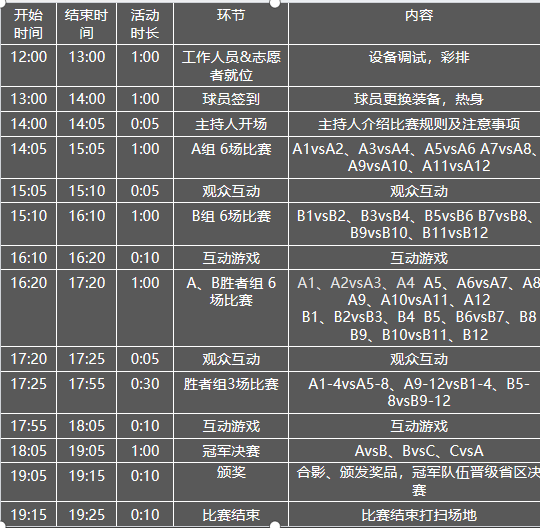 开始时间 结束时间 活动时长 环节 内容
12:00 13:00 1:00 工作人员&志愿者就位 设备调试，彩排
13:00 14:00 1:00 球员签到 球员更换装备，热身
14:00 14:05 0:05 主持人开场 主持人介绍比赛规则及注意事项
14:05 15:05 1:00 A组 6场比赛 A1vsA2、A3vsA4、A5vsA6 A7vsA8、A9vsA10、A11vsA12
15:05 15:10 0:05 观众互动 观众互动
15:10 16:10 1:00 B组 6场比赛 B1vsB2、B3vsB4、B5vsB6 B7vsB8、B9vsB10、B11vsB12
16:10 16:20 0:10 互动游戏 互动游戏
16:20 17:20 1:00 A、B胜者组 6场比赛 A1、A2vsA3、A4 A5、A6vsA7、A8 A9、A10vsA11、A12
B1、B2vsB3、B4 B5、B6vsB7、B8 B9、B10vsB11、B12
17:20 17:25 0:05 观众互动 观众互动
17:25 17:55 0:30 胜者组3场比赛 A1-4vsA5-8、A9-12vsB1-4、B5-8vsB9-12
17:55 18:05 0:10 互动游戏 互动游戏
18:05 19:05 1:00 冠军决赛 AvsB、BvsC、CvsA
19:05 19:15 0:10 颁奖 合影、颁发奖品，冠军队伍晋级省区决赛
19:15 19:25 0:10 比赛结束 比赛结束打扫场地